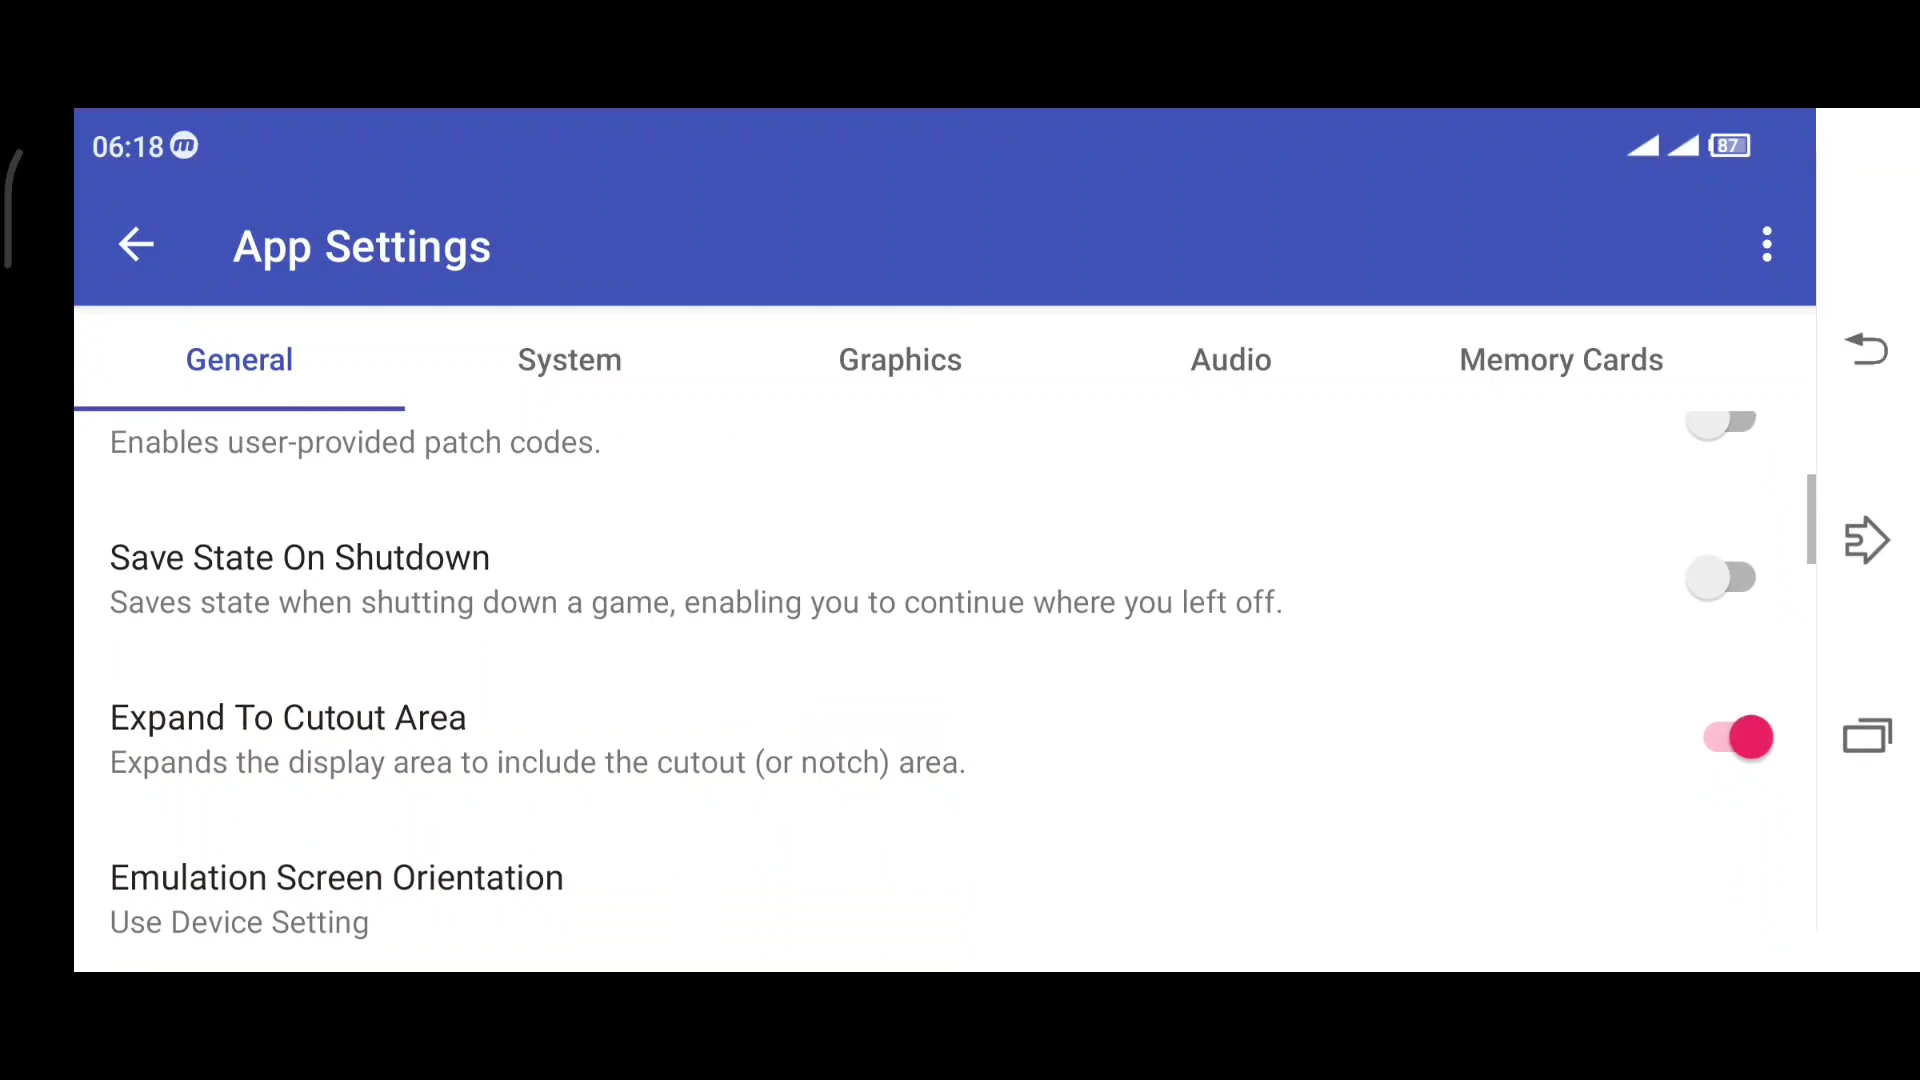 06:18
87
App Settings
General System Graphics Audio Memory Cards
Enables user-provided patch codes.
Save State On Shutdown
Saves state when shutting down a game, enabling you to continue where you left off.
Expand To Cutout Area
Expands the display area to include the cutout (or notch) area.
Emulation Screen Orientation
Use Device Setting